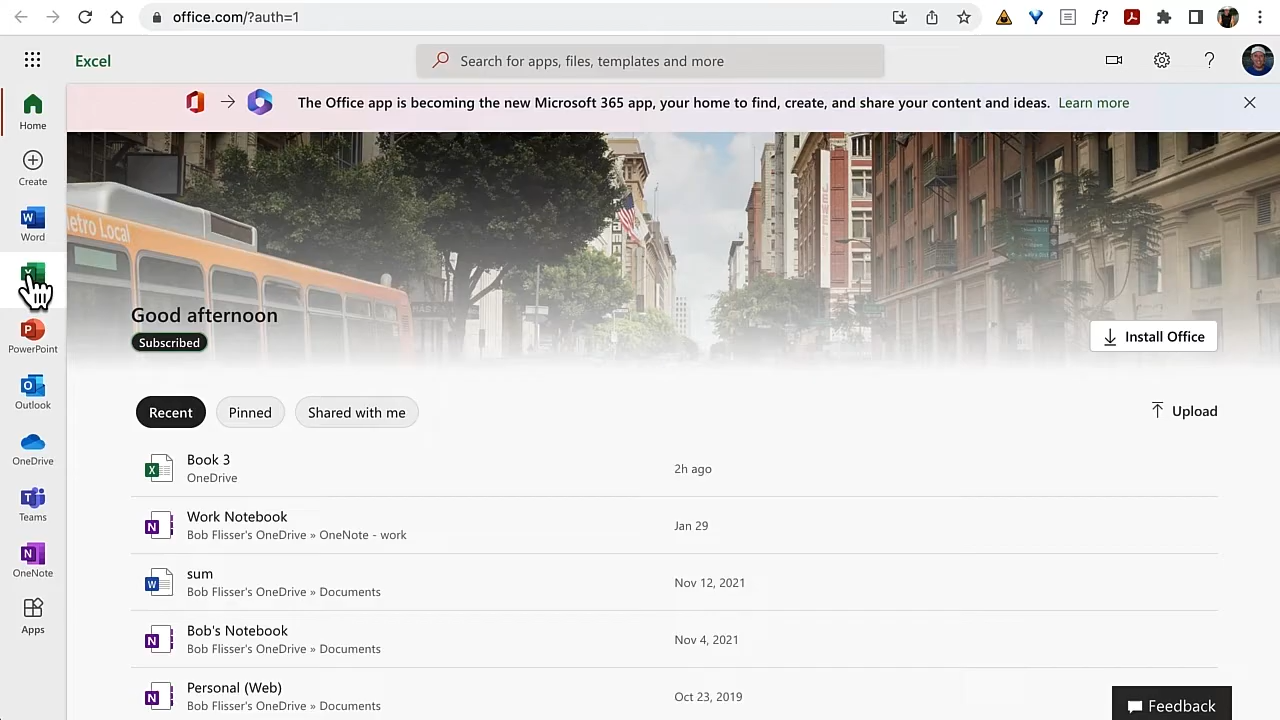 office.com/?auth=1
Excel
Search for apps, files, templates and more
The Office app is becoming the new Microsoft 365 app, your home to find, create, and share your content and ideas. Learn more
Home
Create
Word
PowerPoint
Outlook
OneDrive
Teams
OneNote
Apps
etro Local
Good afternoon
Subscribed
Install Office
Recent
Pinned
Shared with me
Upload
Book 3
OneDrive
2h ago
Work Notebook
Bob Flisser's OneDrive » OneNote - work
Jan 29
sum
Bob Flisser's OneDrive » Documents
Nov 12, 2021
Bob's Notebook
Bob Flisser's OneDrive » Documents
Nov 4, 2021
Personal (Web)
Bob Flisser's OneDrive » Documents
Oct 23, 2019
Feedback